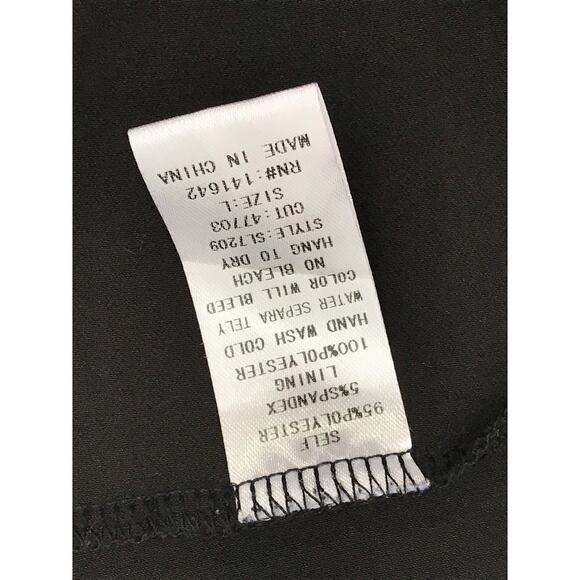 SELF
95%POLYESTER
5%SPANDEX
LINING
100%POLYESTER
HAND WASH COLD
WATER SEPARA TELY
COLOR WILL BLEED
NO BLEACH
HANG TO DRY
STYLE:SL7209
CUT:47703
SIZE:L
RN#:141642
MADE IN CHINA